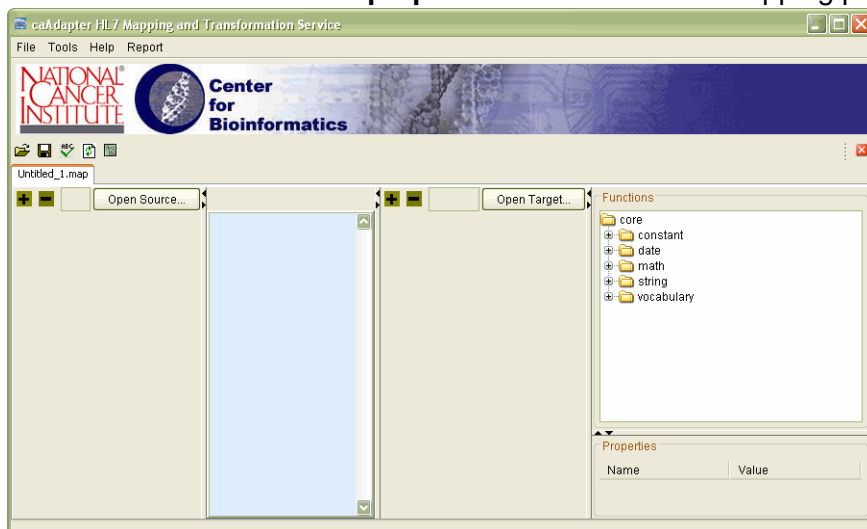 caAdapter HL7 Mapping and Transformation Service
File Tools Help Report
NATIONAL®
CANCER
INSTITUTE
Center
for
Bioinformatics
Untitled_1.map
Open Source...
Open Target...
Functions
core
constant
date
math
string
vocabulary
Properties
Name Value